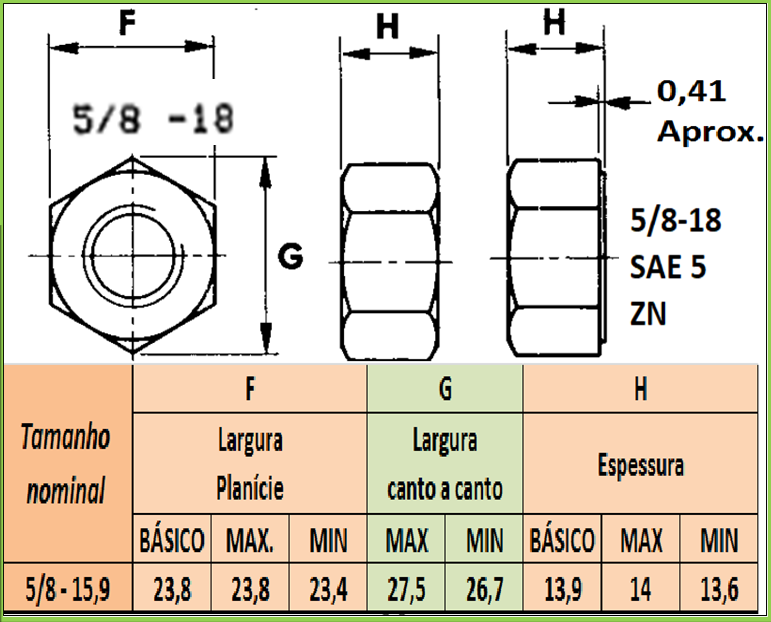 F
H
H
5/8 -18
0,41
Aprox.
G
5/8-18
SAE 5
ZN
Tamanho
nominal
F
G
H
Largura
Planície
Largura
canto a canto
Espessura
BÁSICO MAX. MIN MAX MIN BÁSICO MAX MIN
5/8 - 15,9 23,8 23,8 23,4 27,5 26,7 13,9 14 13,6